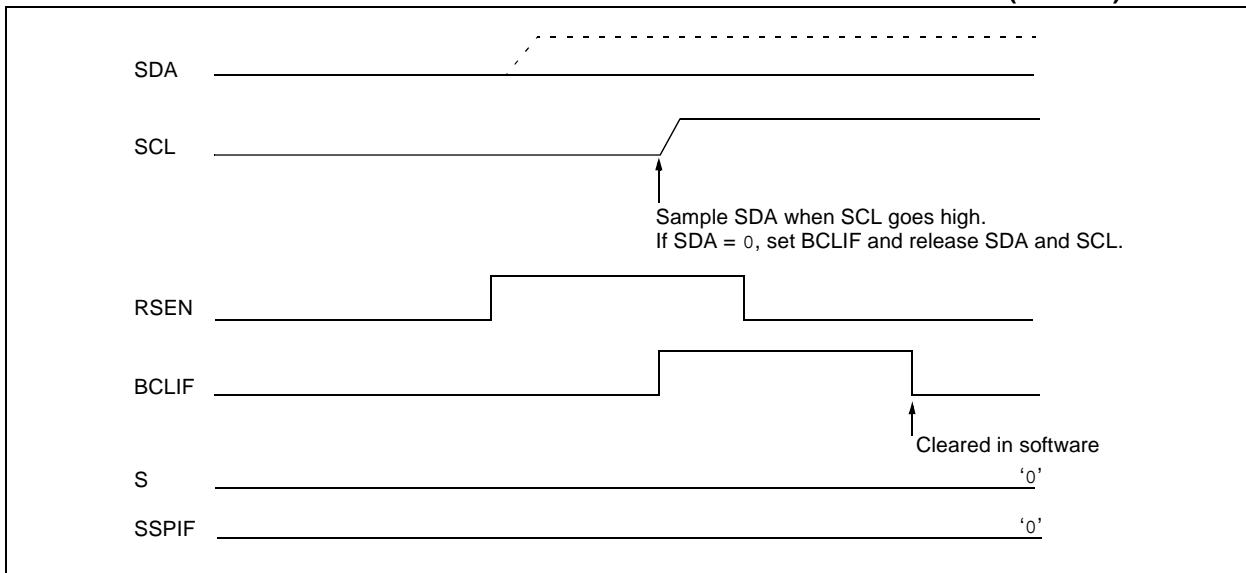 SDA
SCL
Sample SDA when SCL goes high.
If SDA = 0, set BCLIF and release SDA and SCL.
RSEN
BCLIF
Cleared in software
S
‘0’
SSPIF
‘0’